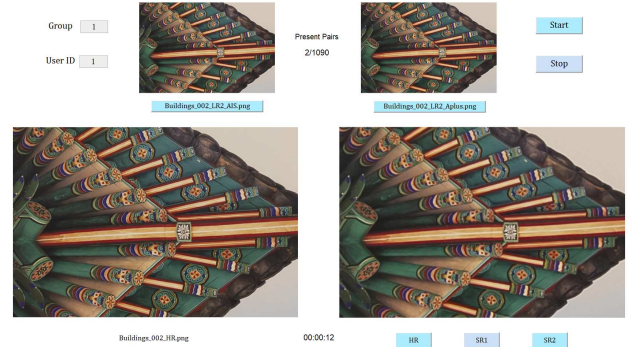 Group 1
User ID 1
Present Pairs
2/1090
Start
Stop
Buildings_002_LR2_AIS.png
Buildings_002_LR2_Aplus.png
Buildings_002_HR.png
00:00:12
HR
SR1
SR2